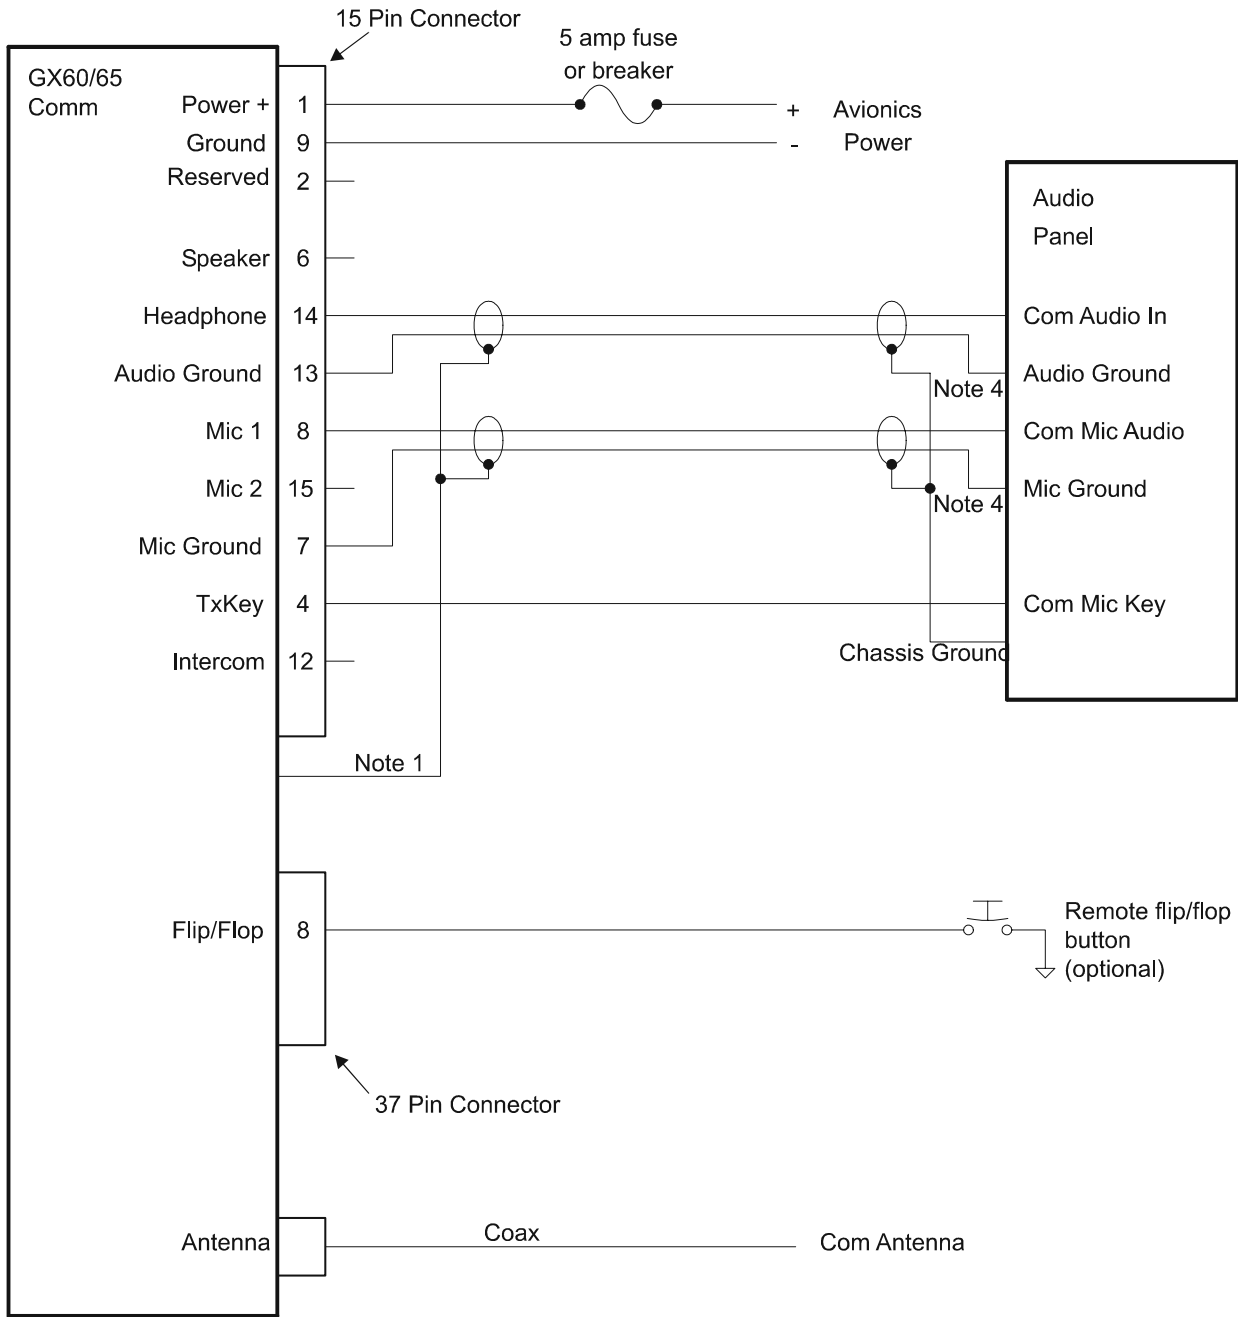 15 Pin Connector
5 amp fuse
or breaker
GX60/65
Comm
Power + 1 + Avionics
Ground 9 - Power
Reserved 2
Audio
Panel
Speaker 6
Headphone 14 Com Audio In
Audio Ground 13 Note 4 Audio Ground
Mic 1 8 Com Mic Audio
Mic 2 15 Note 4 Mic Ground
Mic Ground 7
TxKey 4 Com Mic Key
Intercom 12 Chassis Ground
Note 1
Flip/Flop 8
Remote flip/flop
button
(optional)
37 Pin Connector
Antenna Coax Com Antenna